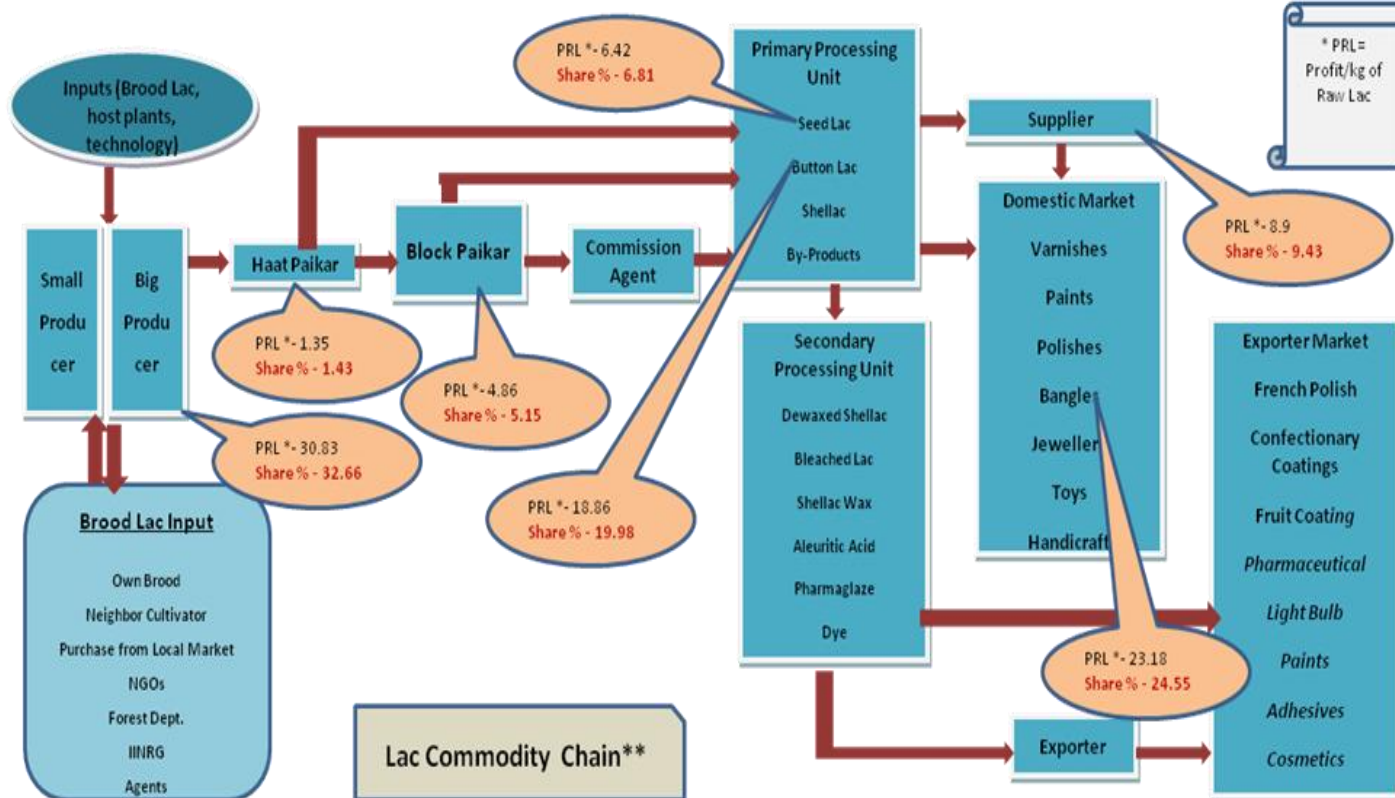 Inputs (Brood Lac,
host plants,
technology)
Small
Produ
cer
Big
Produ
cer
Brood Lac Input
Own Brood
Neighbor Cultivator
Purchase from Local Market
NGOs
Forest Dept.
IINRG
Agents
Haat Paikar
PRL *- 1.35
Share % - 1.43
PRL *- 30.83
Share % - 32.66
Block Paikar
PRL *- 4.86
Share % - 5.15
Commission
Agent
PRL *- 6.42
Share % - 6.81
PRL *- 18.86
Share % - 19.98
Primary Processing
Unit
Seed Lac
Button Lac
Shellac
By-Products
Secondary
Processing Unit
Dewaxed Shellac
Bleached Lac
Shellac Wax
Aleuritic Acid
Pharmaglaze
Dye
Supplier
PRL *- 8.9
Share % - 9.43
Domestic Market
Varnishes
Paints
Polishes
Bangle
Jeweller
Toys
Handicraft
PRL *- 23.18
Share % - 24.55
Exporter
Exporter Market
French Polish
Confectionary
Coatings
Fruit Coating
Pharmaceutical
Light Bulb
Paints
Adhesives
Cosmetics
* PRL=
Profit/kg of
Raw Lac
Lac Commodity Chain**